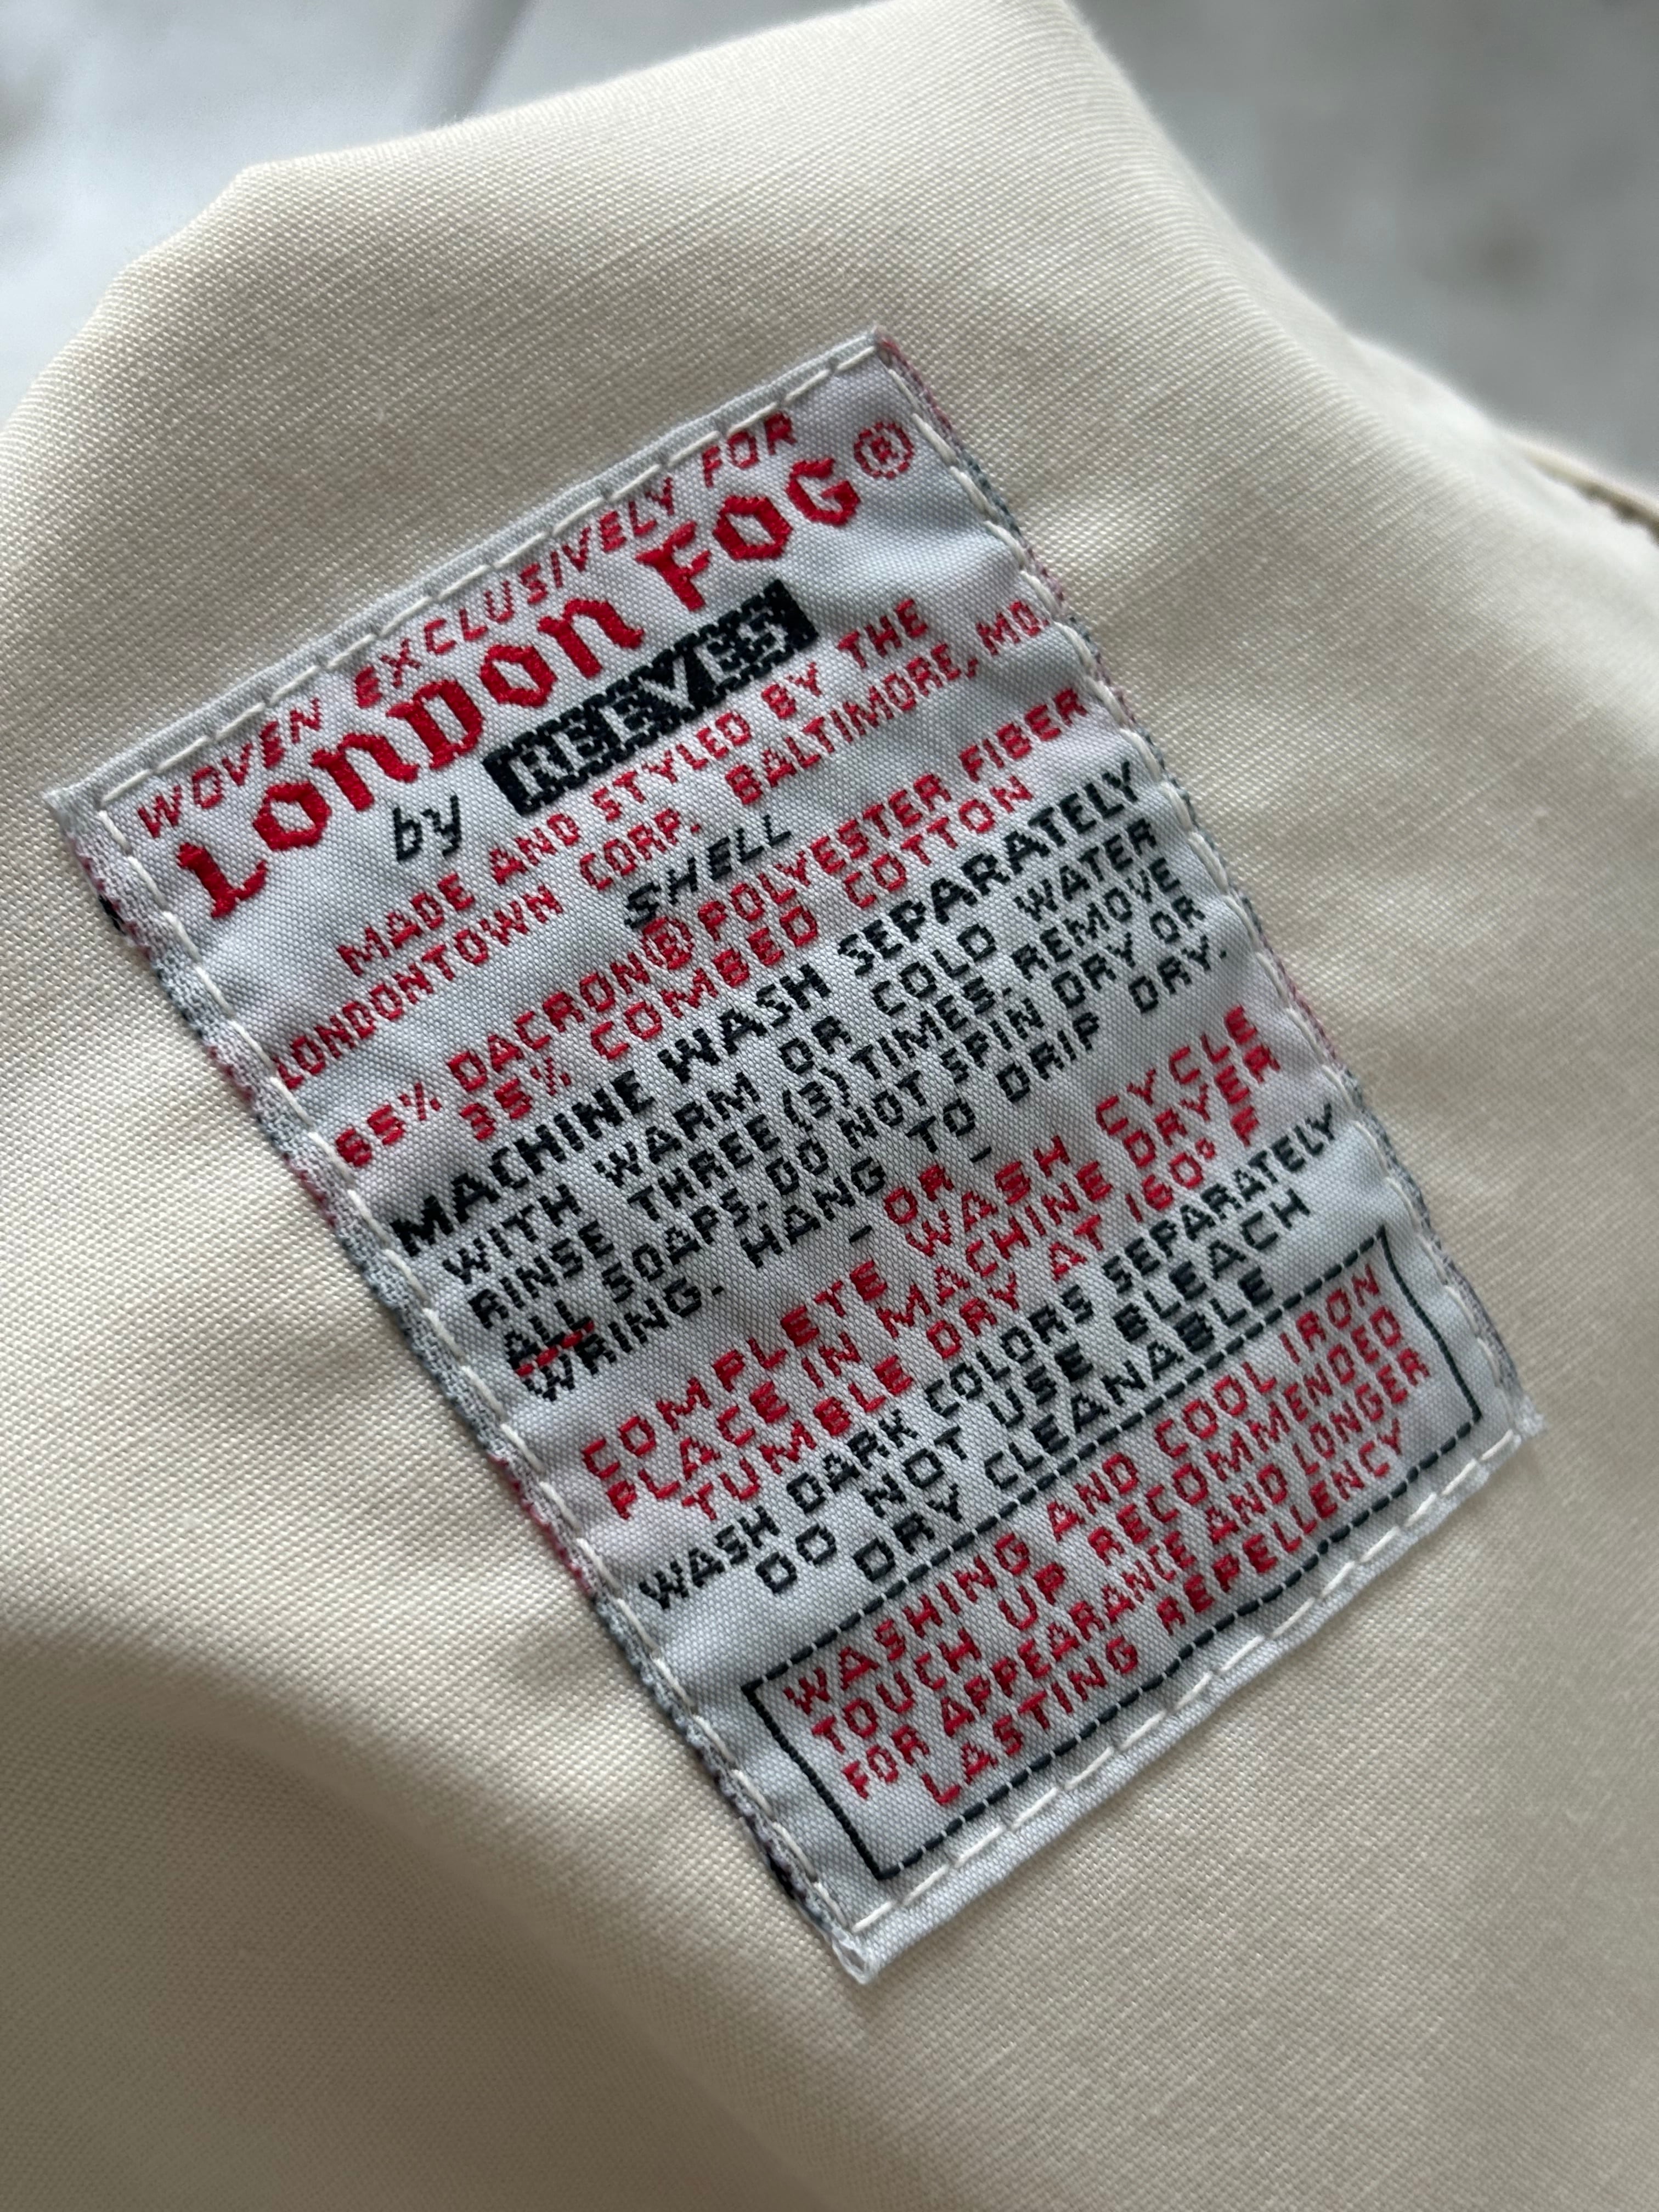 WOVEN EXCLUSIVELY FOR
LONDON FOG®
by REEVES
MADE AND STYLED BY THE
LONDONTOWN CORP. BALTIMORE, MD.
SHELL
65% DACRON® POLYESTER FIBER
35% COMBED COTTON
MACHINE WASH SEPARATELY
WITH WARM OR COLD WATER
RINSE THREE (3) TIMES. REMOVE
ALL SOAPS. DO NOT SPIN DRY OR
WRING. HANG TO DRIP DRY.
- OR -
COMPLETE WASH CYCLE
PLACE IN MACHINE DRYER
TUMBLE DRY AT 160° F
WASH DARK COLORS SEPARATELY
DO NOT USE BLEACH
DRY CLEANABLE
WASHING AND COOL IRON
TOUCH UP RECOMMENDED
FOR APPEARANCE AND LONGER
LASTING REPELLENCY